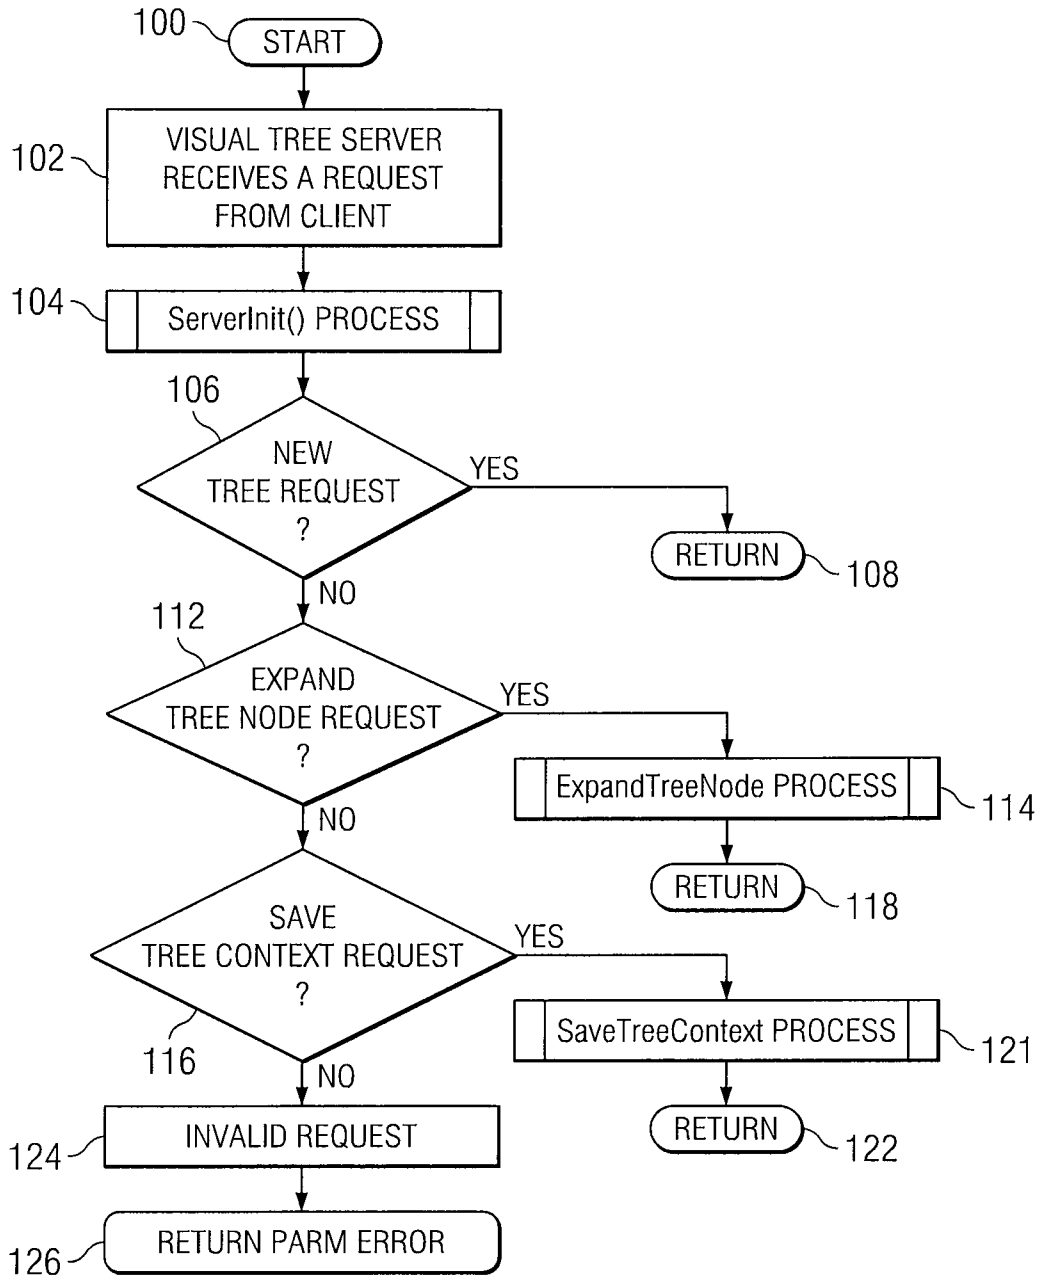 100
START
102
VISUAL TREE SERVER
RECEIVES A REQUEST
FROM CLIENT
104
ServerInit() PROCESS
106
NEW
TREE REQUEST
?
YES
RETURN
108
NO
112
EXPAND
TREE NODE REQUEST
?
YES
ExpandTreeNode PROCESS
114
NO
RETURN
118
SAVE
TREE CONTEXT REQUEST
?
YES
SaveTreeContext PROCESS
121
116
NO
RETURN
122
124
INVALID REQUEST
126
RETURN PARM ERROR